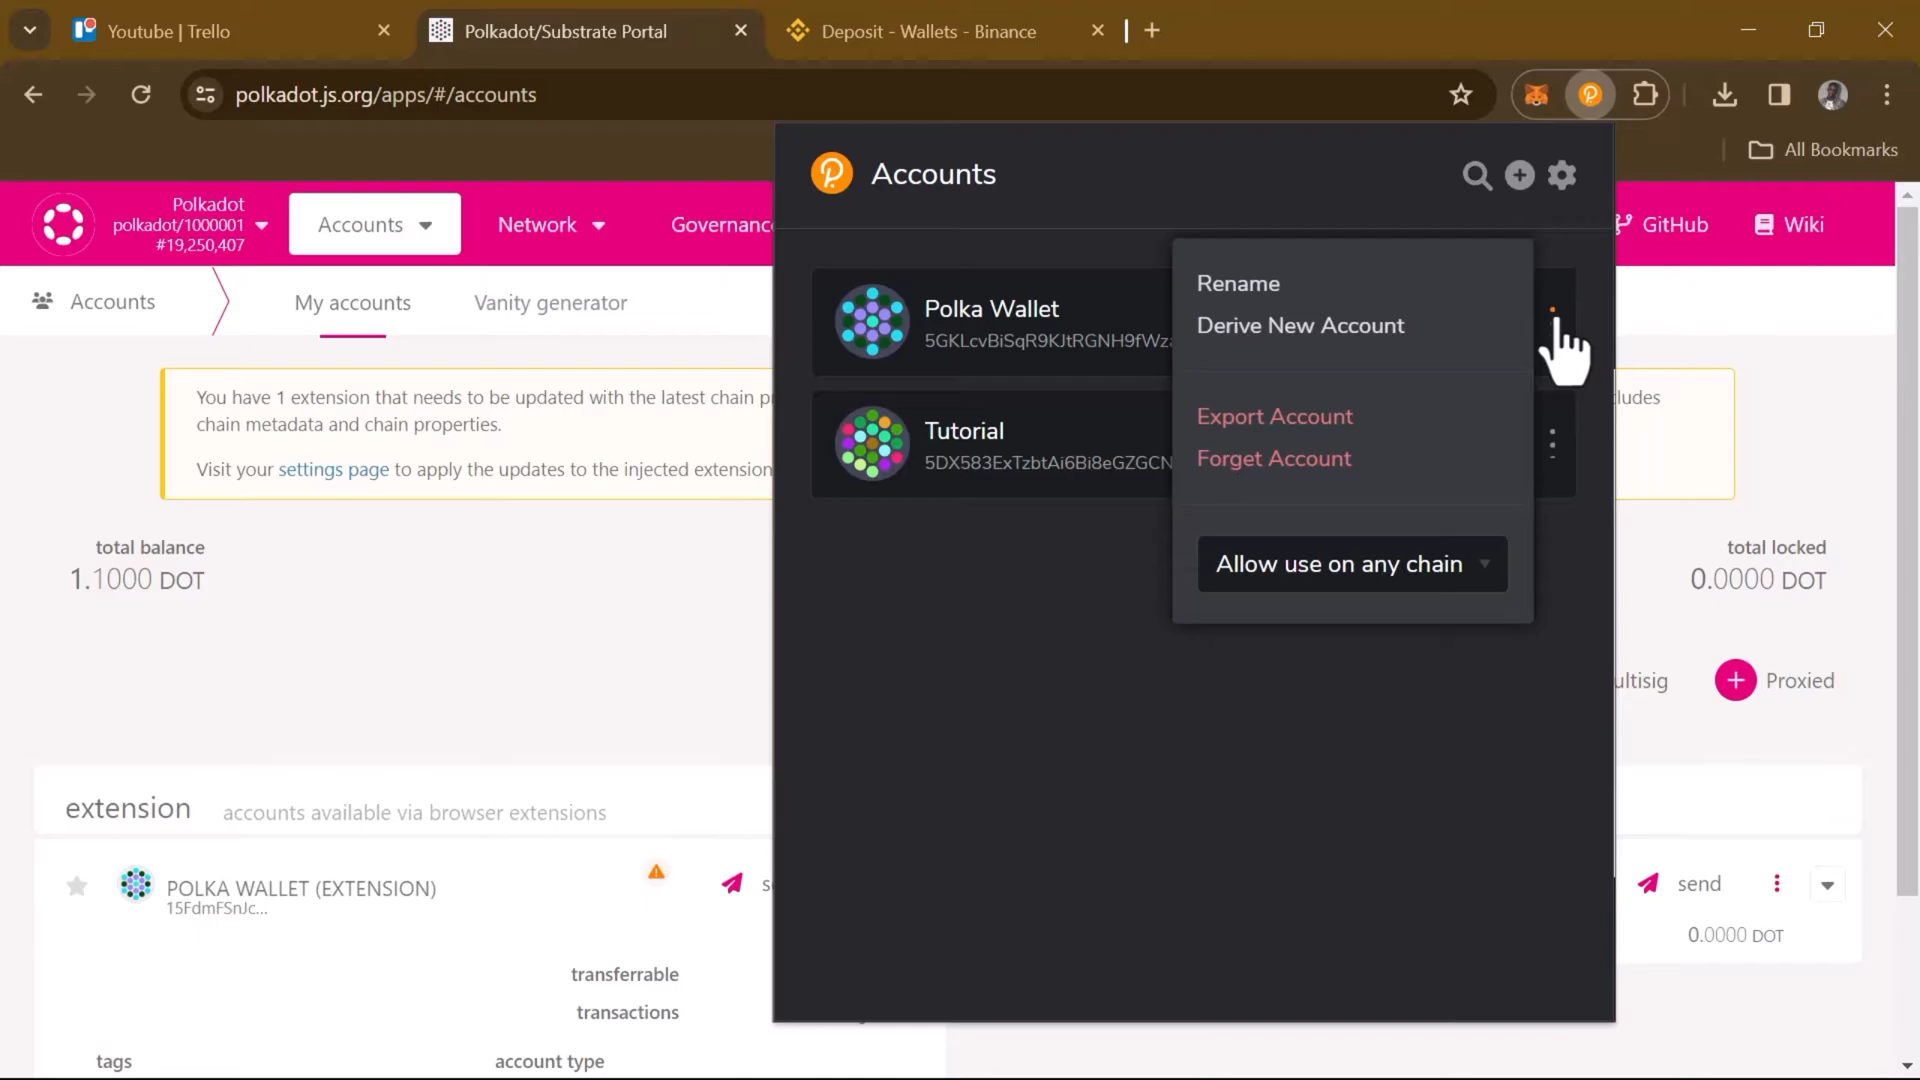 Youtube | Trello
Polkadot/Substrate Portal
Deposit - Wallets - Binance
polkadot.js.org/apps/#/accounts
All Bookmarks
Polkadot
polkadot/1000001
#19,250,407
Accounts
Network
Governance
GitHub
Wiki
Accounts
My accounts
Vanity generator
You have 1 extension that needs to be updated with the latest chain
chain metadata and chain properties.
Visit your settings page to apply the updates to the injected extension
total balance
1.1000 DOT
total locked
0.0000 DOT
Proxied
extension
accounts available via browser extensions
POLKA WALLET (EXTENSION)
15FdmFSnJc...
send
0.0000 DOT
transferrable
transactions
tags
account type
Accounts
Polka Wallet
5GKLcvBiSqR9KJtRGNH9fWz
Tutorial
5DX583ExTzbtAi6Bi8eGZGCN
Rename
Derive New Account
Export Account
Forget Account
Allow use on any chain